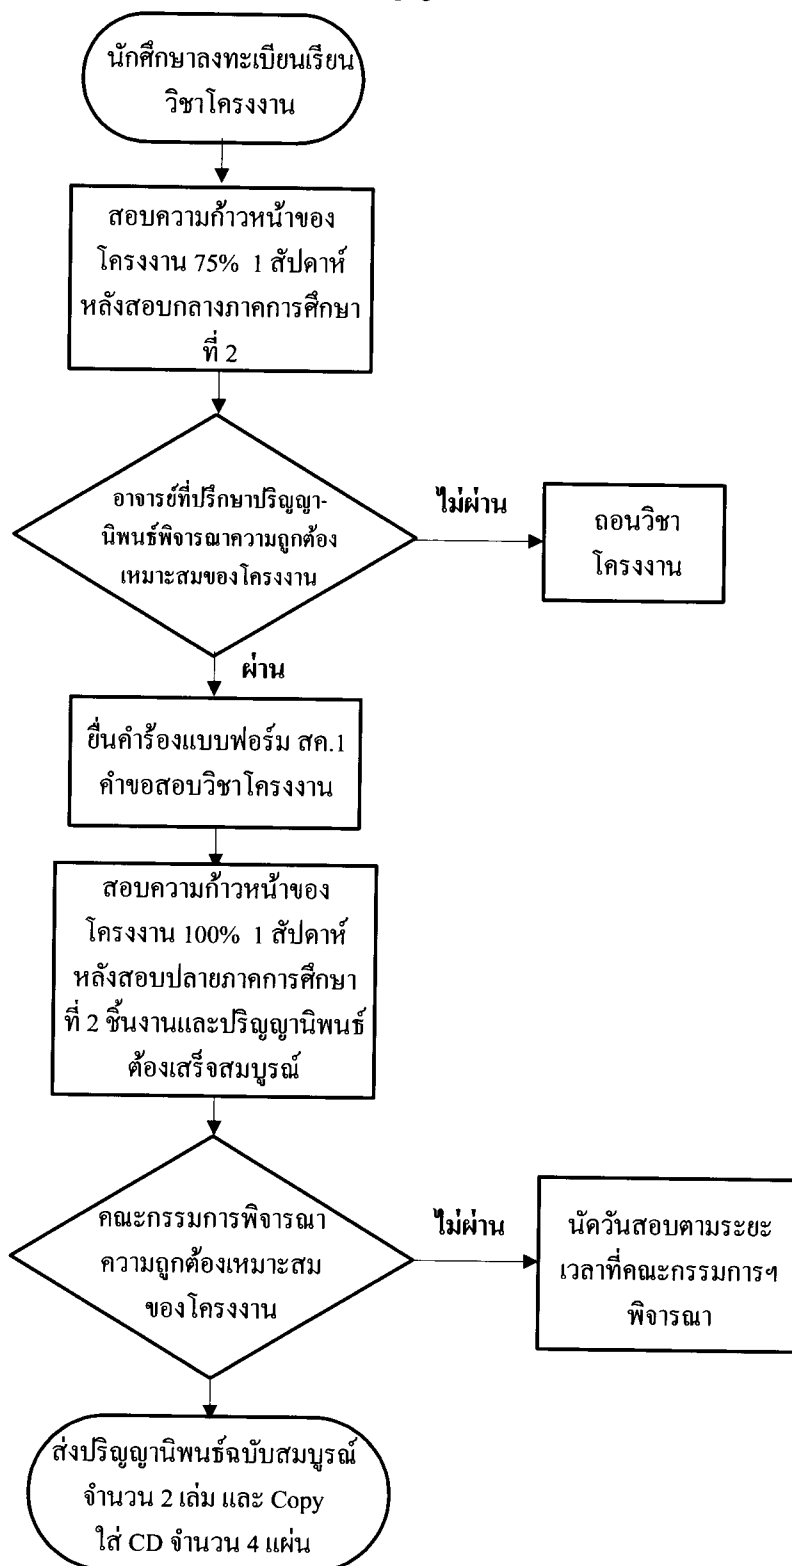 นักศึกษาลงทะเบียนเรียน
วิชาโครงงาน
สอบความก้าวหน้าของ
โครงงาน 75% 1 สัปดาห์
หลังสอบกลางภาคการศึกษา
ที่ 2
อาจารย์ที่ปรึกษาปริญญา-
นิพนธ์พิจารณาความถูกต้อง
เหมาะสมของโครงงาน
ไม่ผ่าน
ถอนวิชา
โครงงาน
ผ่าน
ยื่นคำร้องแบบฟอร์ม สค.1
คำขอสอบวิชาโครงงาน
สอบความก้าวหน้าของ
โครงงาน 100% 1 สัปดาห์
หลังสอบปลายภาคการศึกษา
ที่ 2 ชิ้นงานและปริญญานิพนธ์
ต้องเสร็จสมบูรณ์
คณะกรรมการพิจารณา
ความถูกต้องเหมาะสม
ของโครงงาน
ไม่ผ่าน
นัดวันสอบตามระยะ
เวลาที่คณะกรรมการฯ
พิจารณา
ส่งปริญญานิพนธ์ฉบับสมบูรณ์
จำนวน 2 เล่ม และ Copy
ใส่ CD จำนวน 4 แผ่น